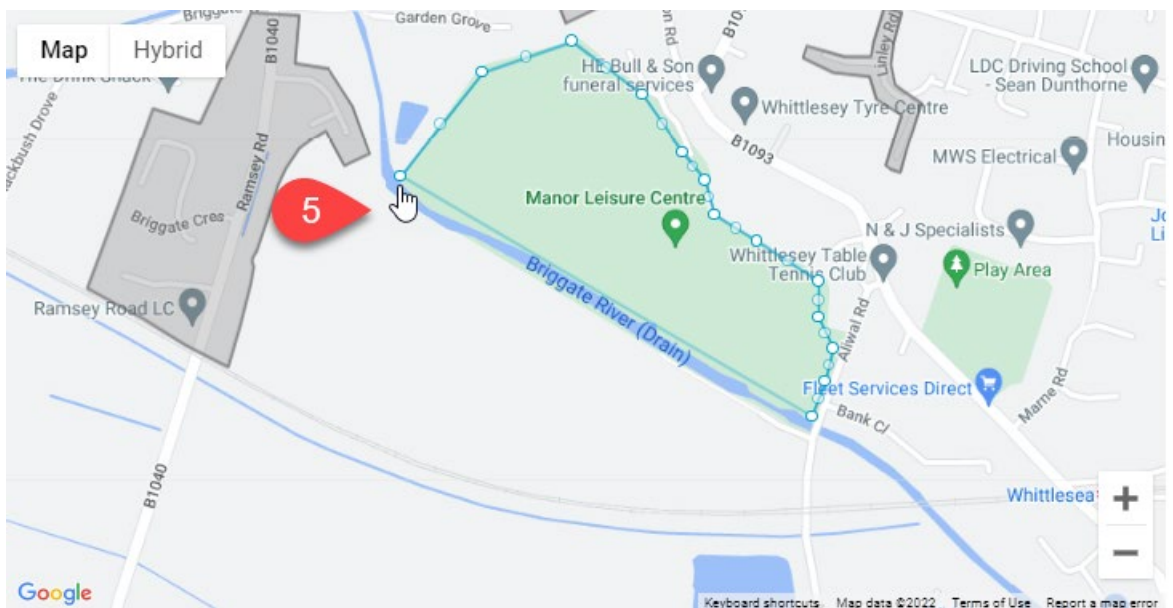 Map
Hybrid
Briggate
Garden Grove
B1040
LDC Driving School
- Sean Dunthorne
HE Bull & Son
funeral services
Linley Rd
Whittlesey Tyre Centre
B1093
MWS Electrical
Ramsey Rd
Manor Leisure Centre
5
Briggate Cres
N & J Specialists
Whittlesey Table
Tennis Club
Play Area
Briggate River (Drain)
Ramsey Road LC
Aliwal Rd
Fleet Services Direct
Marne Rd
Bank Cl
B1040
Whittlesea
+
−
Google
Keyboard shortcuts
Map data ©2022
Terms of Use
Report a map error